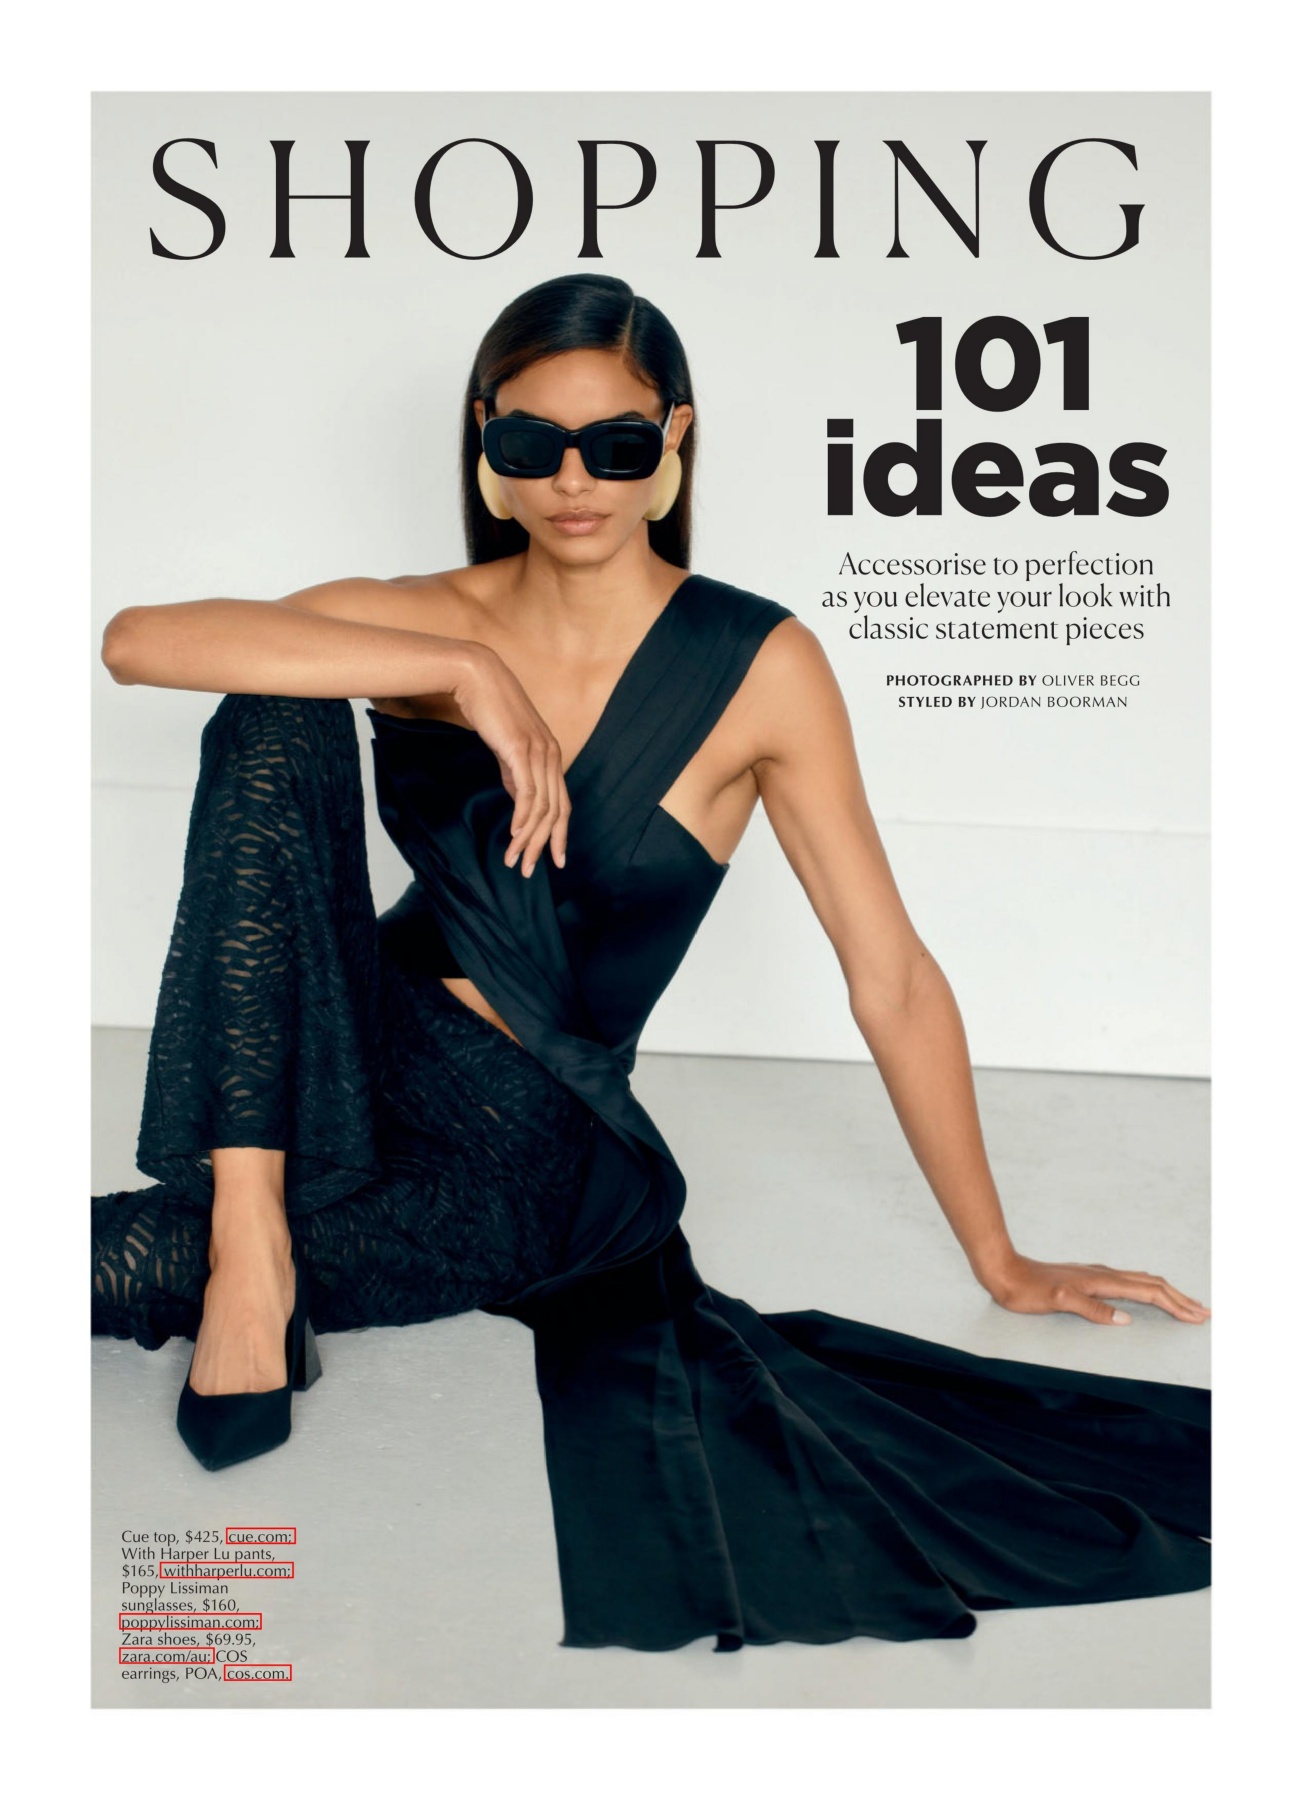 SHOPPING
101
ideas
Accessorise to perfection
as you elevate your look with
classic statement pieces
PHOTOGRAPHED BY OLIVER BEGG
STYLED BY JORDAN BOORMAN
Cue top, $425, cue.com;
With Harper Lu pants,
$165, withharperlu.com;
Poppy Lissiman
sunglasses, $160,
poppylissiman.com;
Zara shoes, $69.95,
zara.com/au; COS
earrings, POA, cos.com.